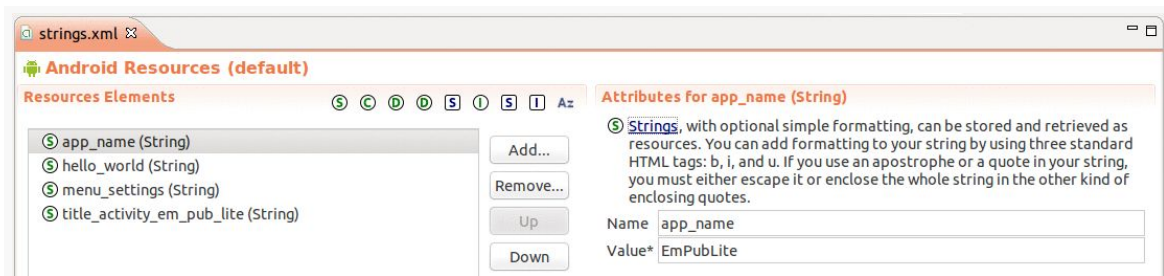 strings.xml
Android Resources (default)
Resources Elements
S C D D S I S I Az
app_name (String)
hello_world (String)
menu_settings (String)
title_activity_em_pub_lite (String)
Add...
Remove...
Up
Down
Attributes for app_name (String)
S Strings, with optional simple formatting, can be stored and retrieved as
resources. You can add formatting to your string by using three standard
HTML tags: b, i, and u. If you use an apostrophe or a quote in your string,
you must either escape it or enclose the whole string in the other kind of
enclosing quotes.
Name app_name
Value* EmPubLite